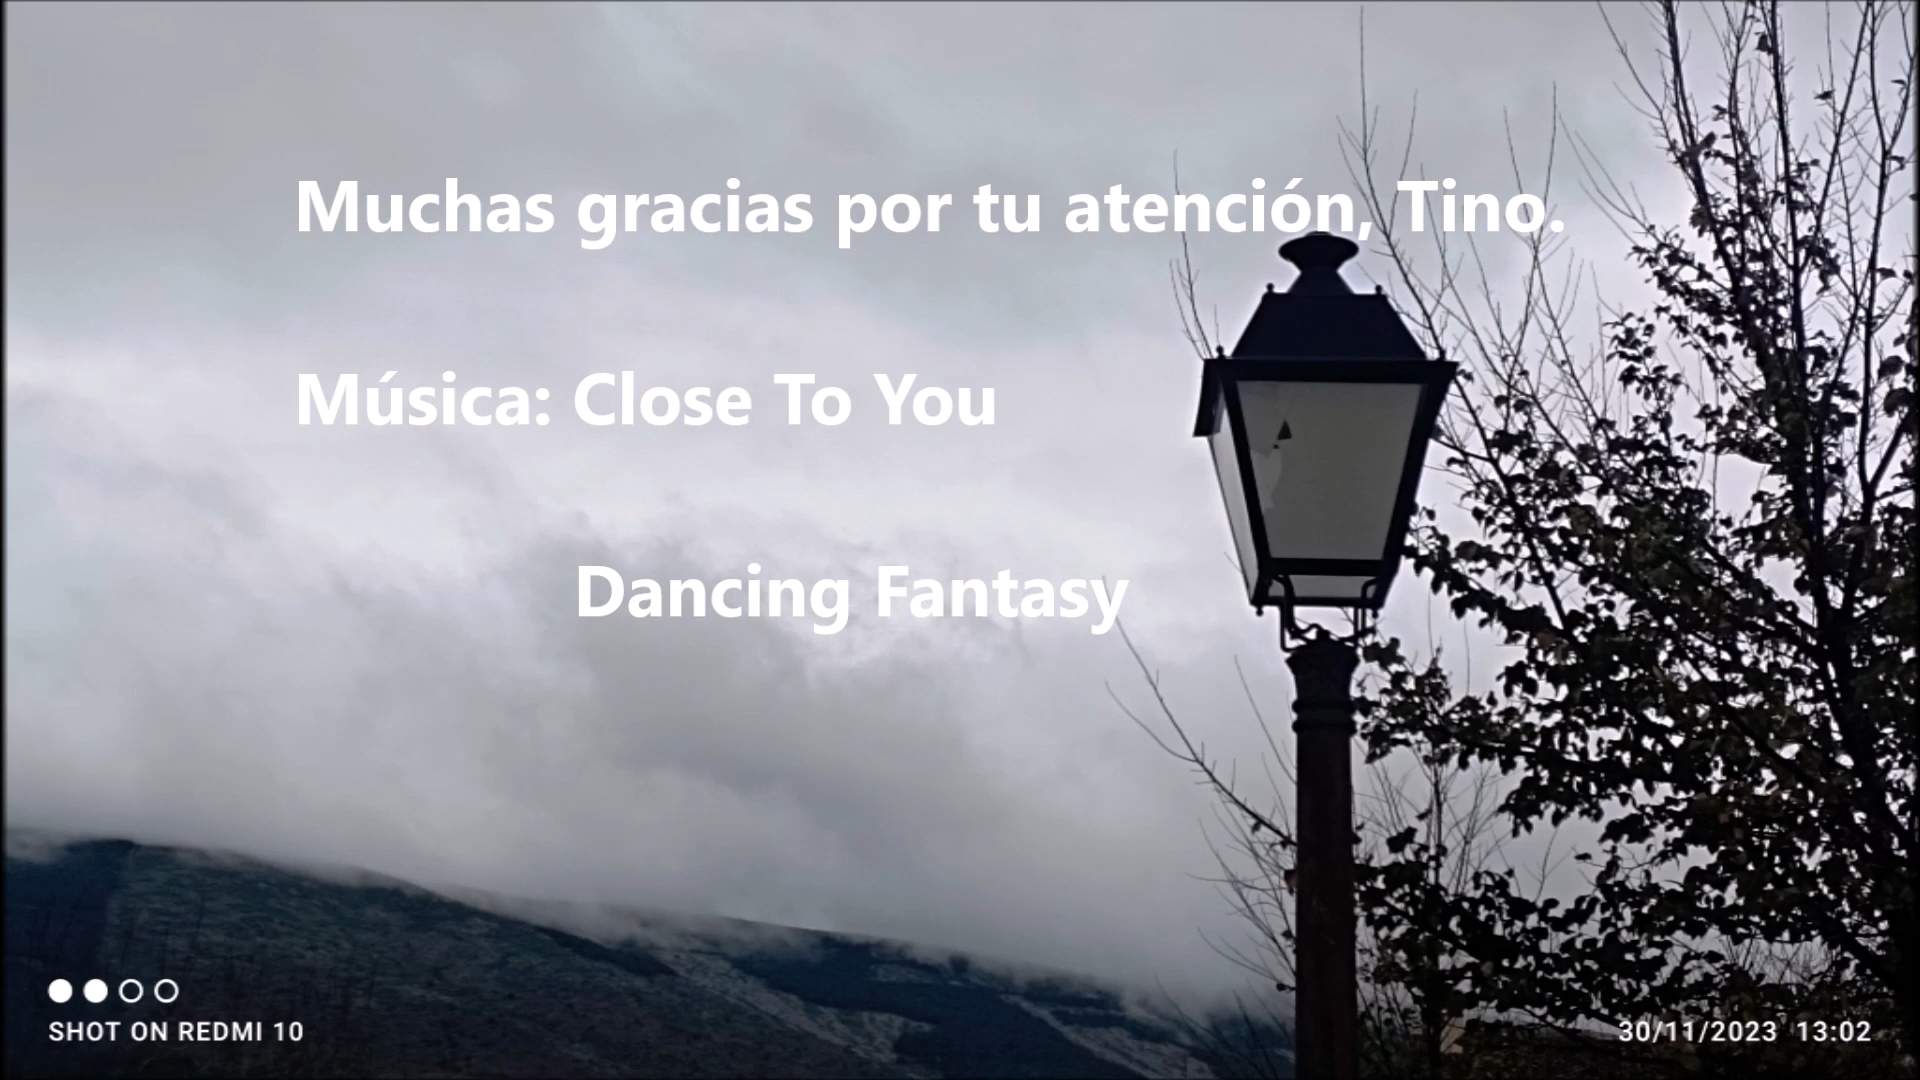 Muchas gracias por tu atención, Tino.
Música: Close To You
Dancing Fantasy
SHOT ON REDMI 10
30/11/2023 13:02